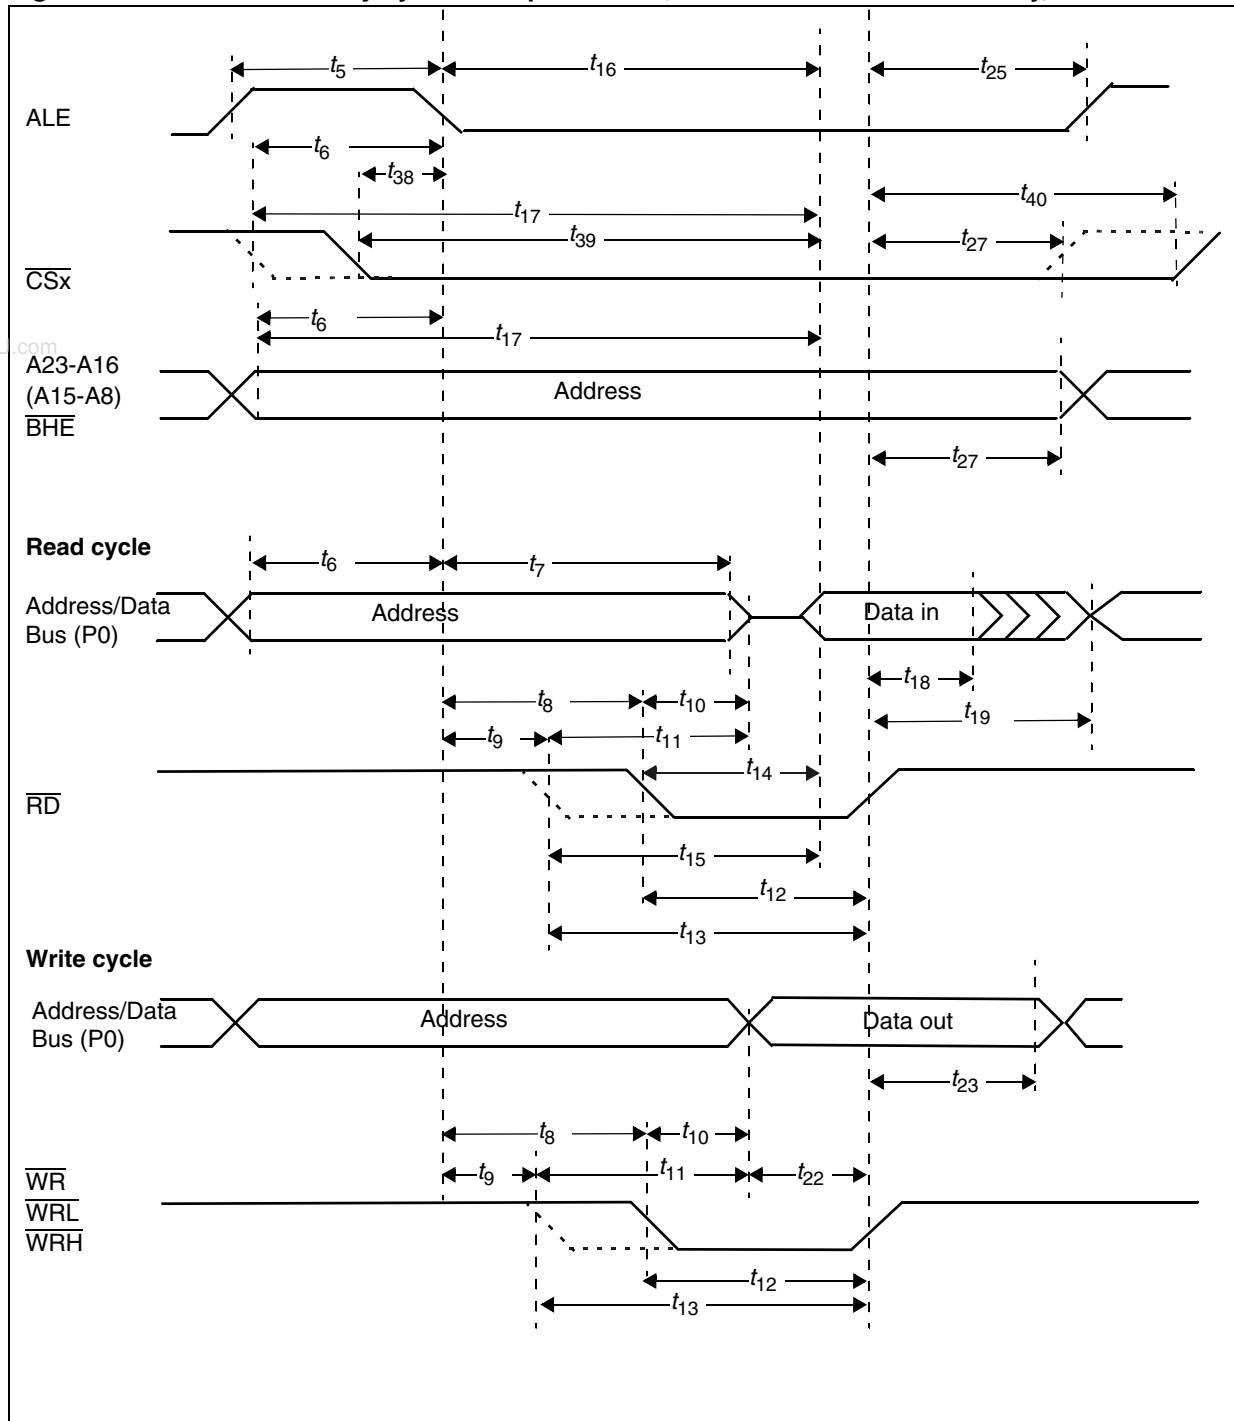 t5
t16
t25
ALE
t6
t38
t40
t17
t39
t27
CSx
t6
t17
J.com
A23-A16
(A15-A8)
Address
BHE
t27
Read cycle
t6
t7
Address/Data
Bus (P0)
Address
Data in
t18
t8
t10
t19
t9
t11
t14
RD
t15
t12
t13
Write cycle
Address/Data
Bus (P0)
Address
Data out
t23
t8
t10
t9
t11
t22
WR
WRL
WRH
t12
t13